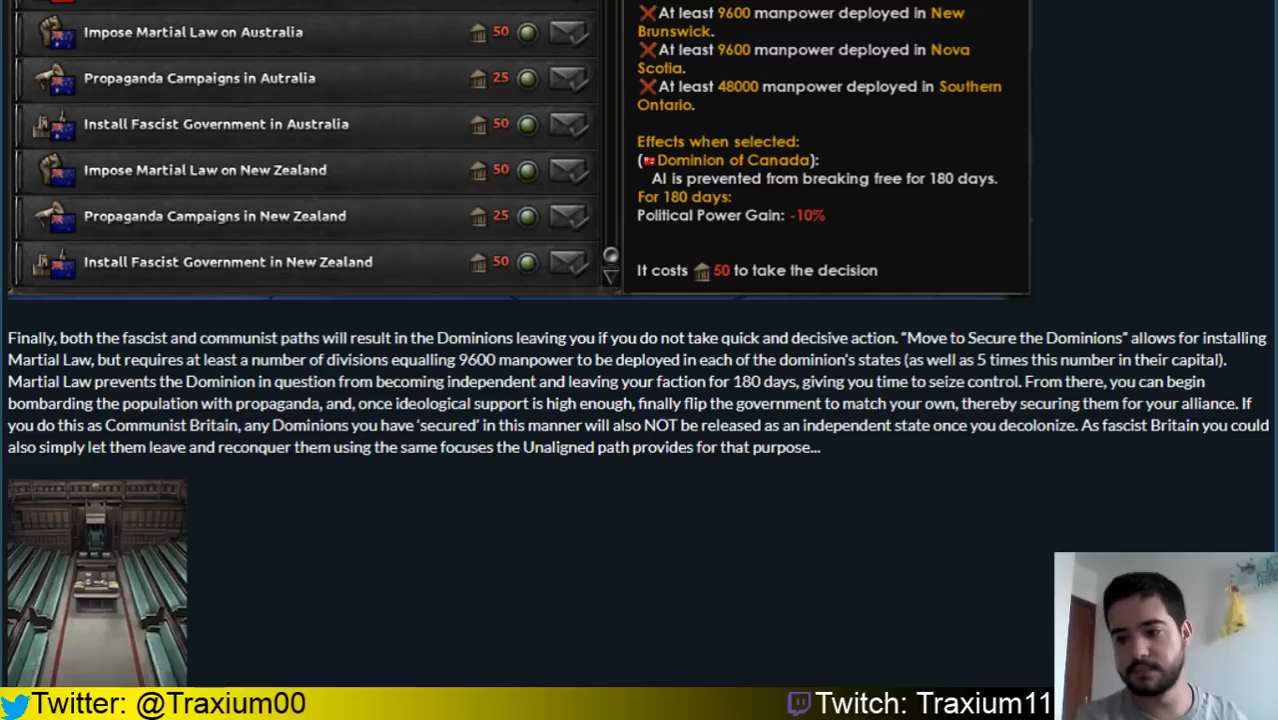 Impose Martial Law on Australia 50
Propaganda Campaigns in Autralia 25
Install Fascist Government in Australia 50
Impose Martial Law on New Zealand 50
Propaganda Campaigns in New Zealand 25
Install Fascist Government in New Zealand 50
At least 9600 manpower deployed in New
Brunswick.
At least 9600 manpower deployed in Nova
Scotia.
At least 48000 manpower deployed in Southern
Ontario.
Effects when selected:
(Dominion of Canada):
AI is prevented from breaking free for 180 days.
For 180 days:
Political Power Gain: -10%
It costs 50 to take the decision
Finally, both the fascist and communist paths will result in the Dominions leaving you if you do not take quick and decisive action. “Move to Secure the Dominions” allows for installing
Martial Law, but requires at least a number of divisions equalling 9600 manpower to be deployed in each of the dominion's states (as well as 5 times this number in their capital).
Martial Law prevents the Dominion in question from becoming independent and leaving your faction for 180 days, giving you time to seize control. From there, you can begin
bombarding the population with propaganda, and, once ideological support is high enough, finally flip the government to match your own, thereby securing them for your alliance. If
you do this as Communist Britain, any Dominions you have ‘secured’ in this manner will also NOT be released as an independent state once you decolonize. As fascist Britain you could
also simply let them leave and reconquer them using the same focuses the Unaligned path provides for that purpose...
Twitter: @Traxium00
Twitch: Traxium11